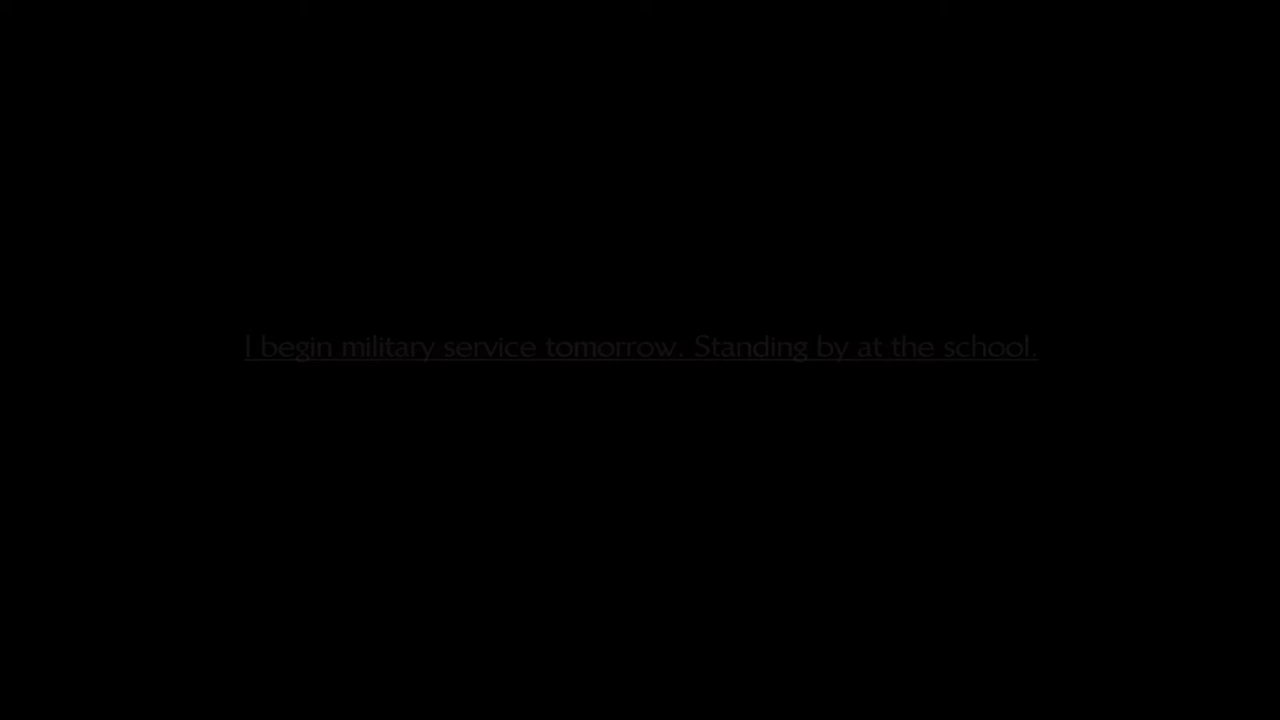 I begin military service tomorrow. Standing by at the school.